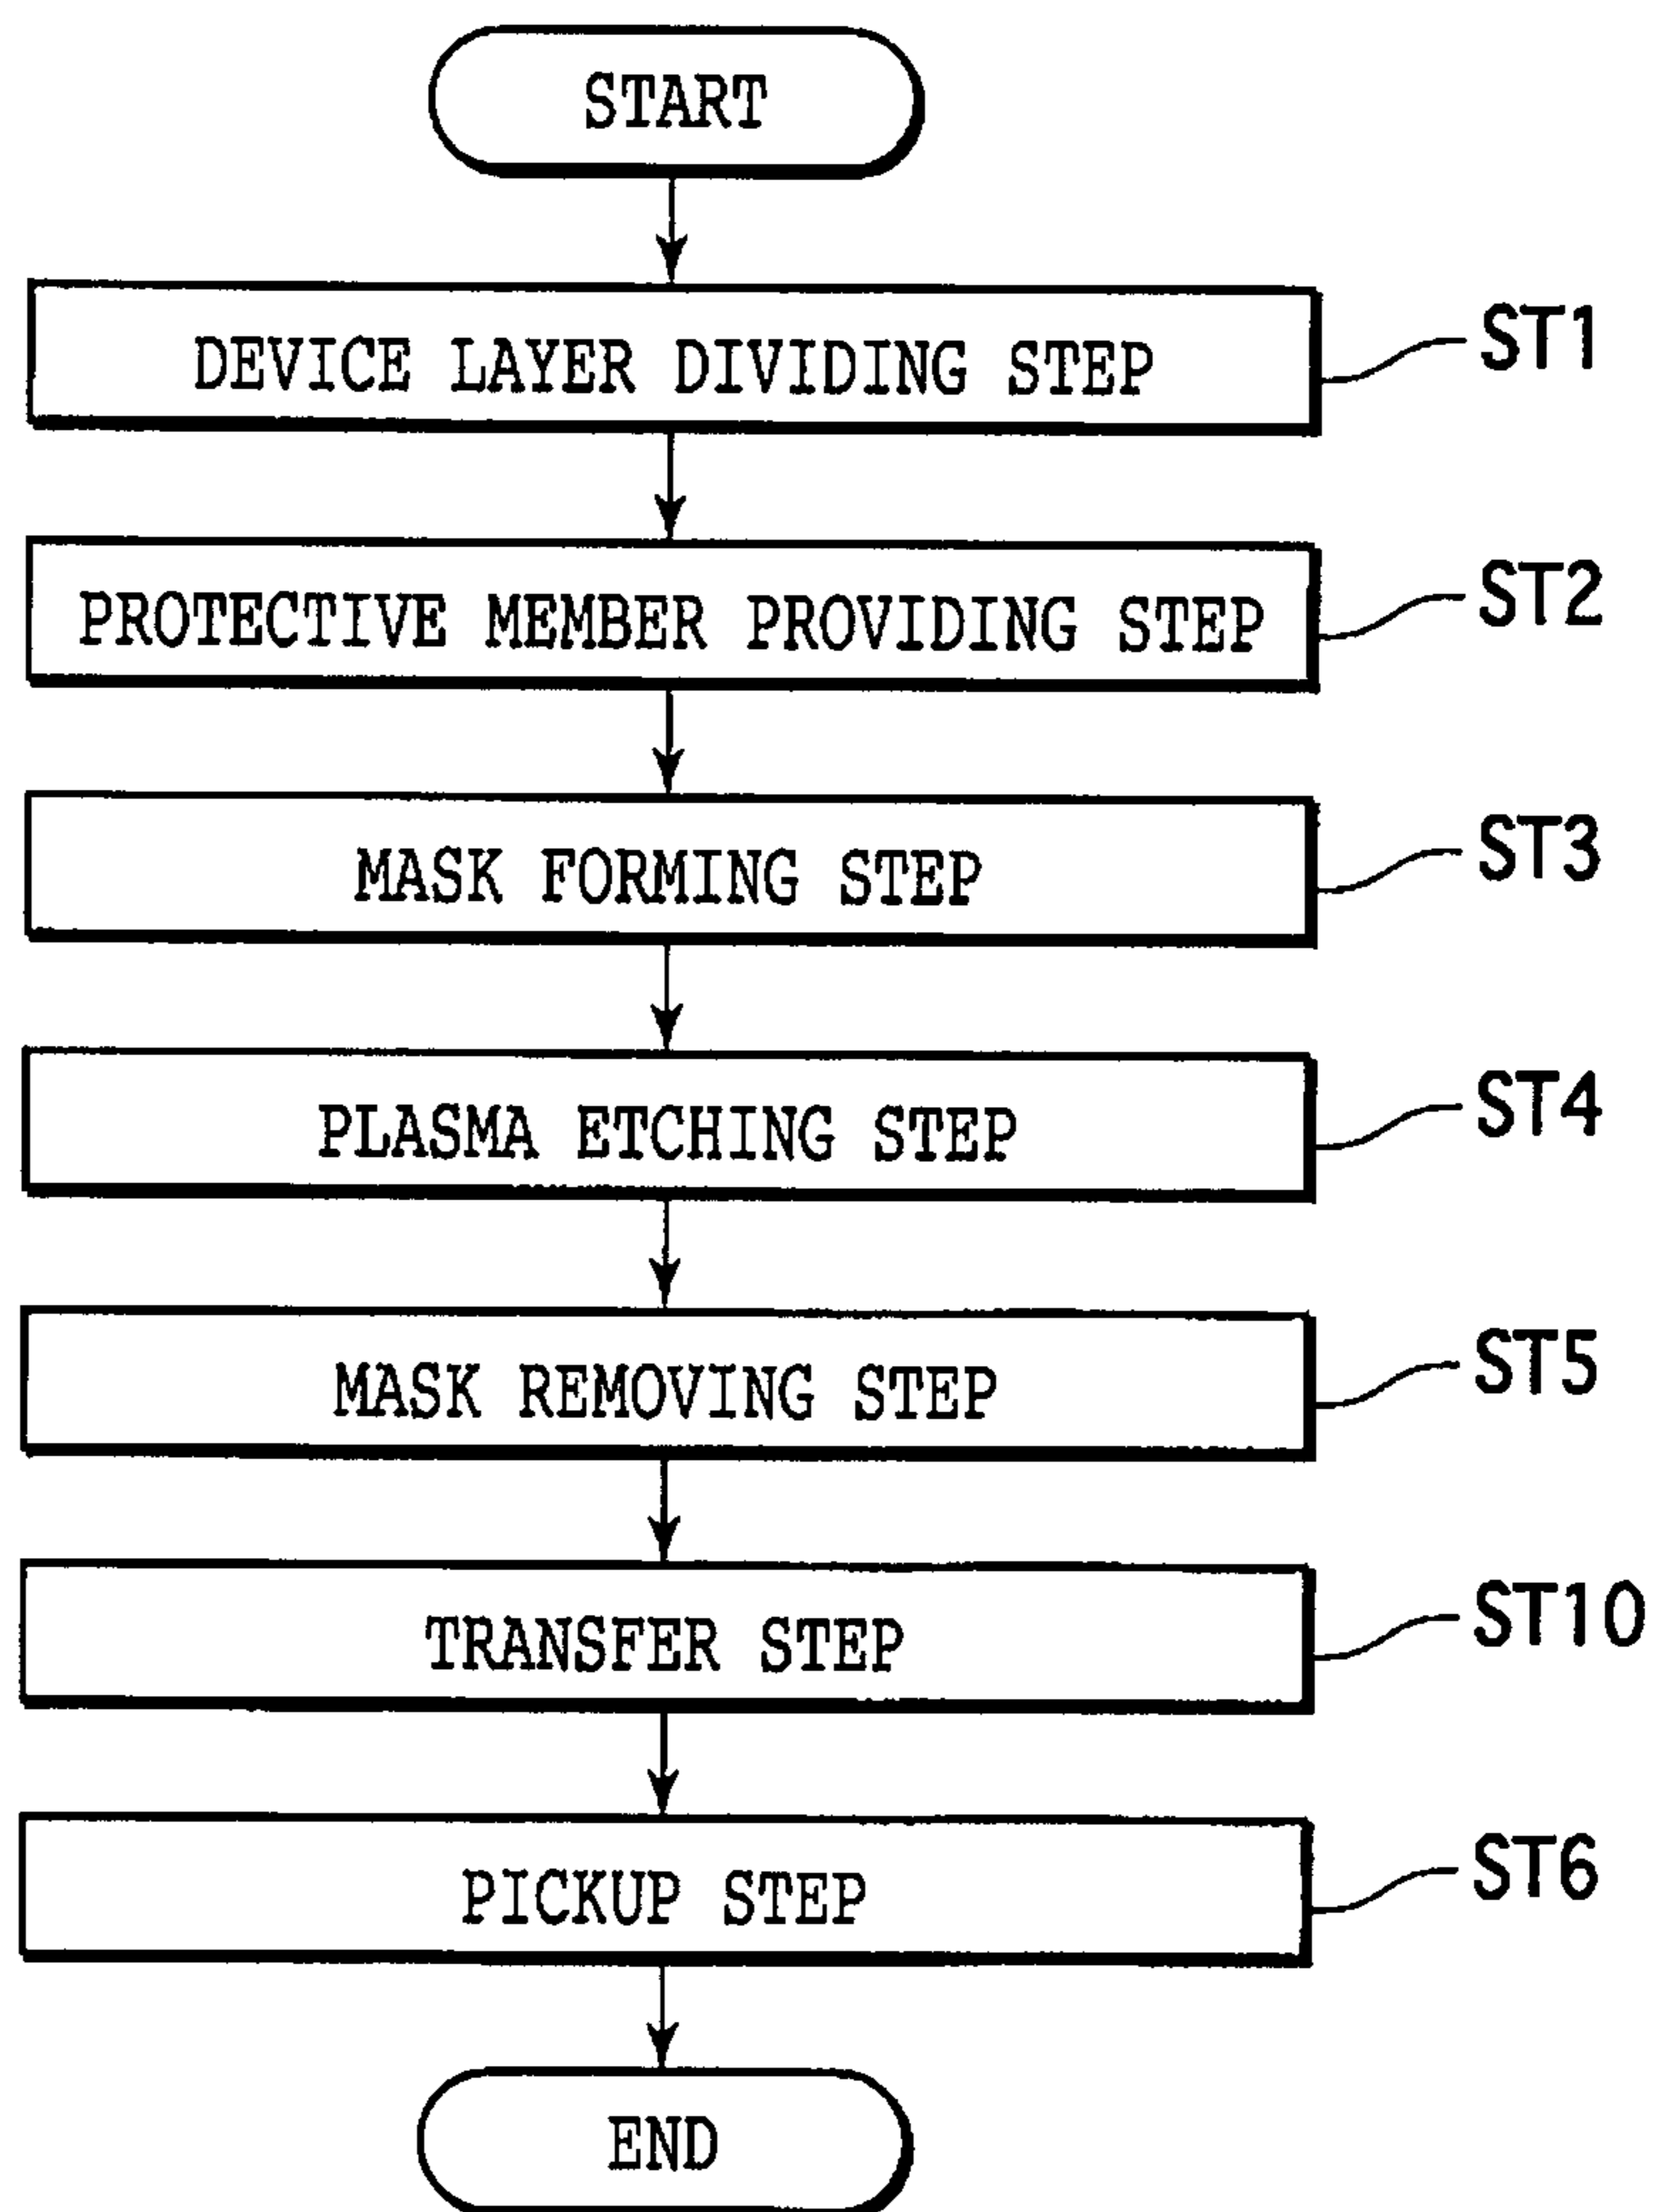 START
DEVICE LAYER DIVIDING STEP ST1
PROTECTIVE MEMBER PROVIDING STEP ST2
MASK FORMING STEP ST3
PLASMA ETCHING STEP ST4
MASK REMOVING STEP ST5
TRANSFER STEP ST10
PICKUP STEP ST6
END